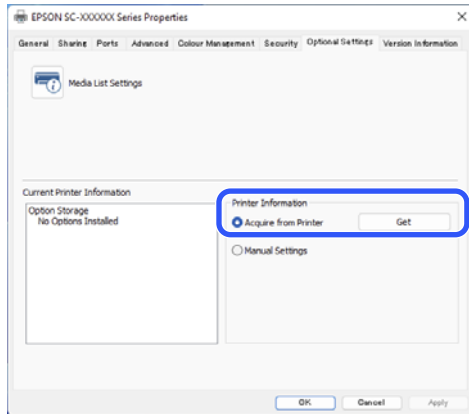 EPSON SC-XXXXXX Series Properties
General Sharing Ports Advanced Colour Management Security Optional Settings Version Information
Media List Settings
Current Printer Information
Option Storage
No Options Installed
Printer Information
Acquire from Printer Get
Manual Settings
OK Cancel Apply